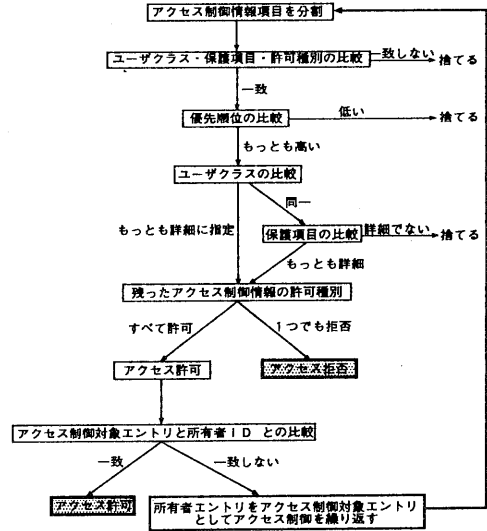 アクセス制御情報項目を分割
ユーザクラス・保護項目・許可種別の比較
一致しない
捨てる
一致
優先順位の比較
低い
捨てる
もっとも高い
ユーザクラスの比較
同一
もっとも詳細に指定
保護項目の比較
詳細でない
捨てる
もっとも詳細
残ったアクセス制御情報の許可種別
すべて許可
1つでも拒否
アクセス許可
アクセス拒否
アクセス制御対象エントリと所有者iD との比較
一致
一致しない
アクセス許可
所有者エントリをアクセス制御対象エントリ
としてアクセス制御を繰り返す